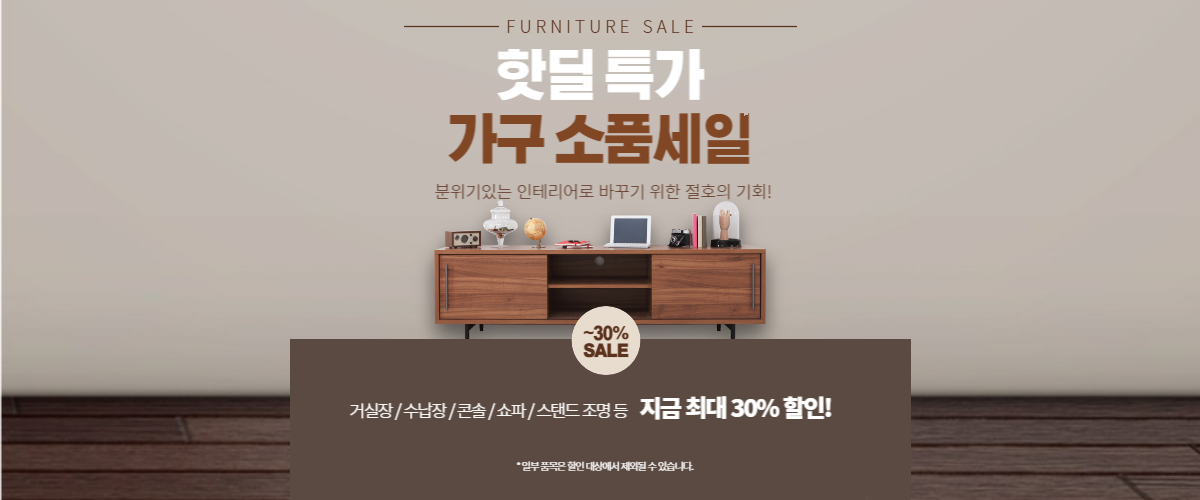 FURNITURE SALE
핫딜 특가
가구 소품세일
분위기있는 인테리어로 바꾸기 위한 절호의 기회!
~30%
SALE
거실장 / 수납장 / 콘솔 / 쇼파 / 스탠드 조명 등 지금 최대 30% 할인!
* 일부 품목은 할인 대상에서 제외될 수 있습니다.